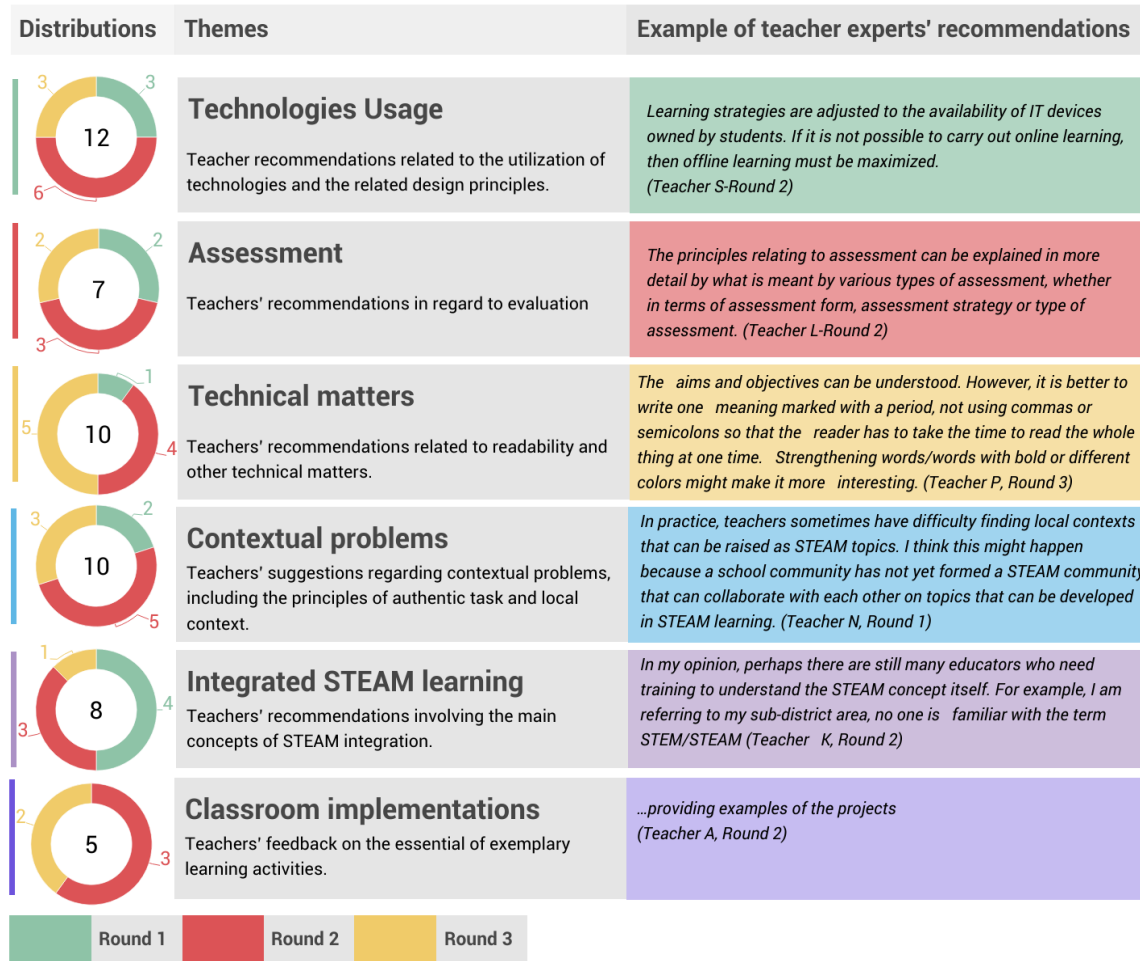 Distributions
Themes
Example of teacher experts' recommendations
3
3
12
6
Technologies Usage
Teacher recommendations related to the utilization of
technologies and the related design principles.
Learning strategies are adjusted to the availability of IT devices
owned by students. If it is not possible to carry out online learning,
then offline learning must be maximized.
(Teacher S-Round 2)
2
2
7
3
Assessment
Teachers' recommendations in regard to evaluation
The principles relating to assessment can be explained in more
detail by what is meant by various types of assessment, whether
in terms of assessment form, assessment strategy or type of
assessment. (Teacher L-Round 2)
1
5
10
4
Technical matters
Teachers' recommendations related to readability and
other technical matters.
The aims and objectives can be understood. However, it is better to
write one meaning marked with a period, not using commas or
semicolons so that the reader has to take the time to read the whole
thing at one time. Strengthening words/words with bold or different
colors might make it more interesting. (Teacher P, Round 3)
3
2
10
5
Contextual problems
Teachers' suggestions regarding contextual problems,
including the principles of authentic task and local
context.
In practice, teachers sometimes have difficulty finding local contexts
that can be raised as STEAM topics. I think this might happen
because a school community has not yet formed a STEAM community
that can collaborate with each other on topics that can be developed
in STEAM learning. (Teacher N, Round 1)
1
8
4
3
Integrated STEAM learning
Teachers' recommendations involving the main
concepts of STEAM integration.
In my opinion, perhaps there are still many educators who need
training to understand the STEAM concept itself. For example, I am
referring to my sub-district area, no one is familiar with the term
STEM/STEAM (Teacher K, Round 2)
2
5
3
Classroom implementations
Teachers' feedback on the essential of exemplary
learning activities.
...providing examples of the projects
(Teacher A, Round 2)
Round 1
Round 2
Round 3